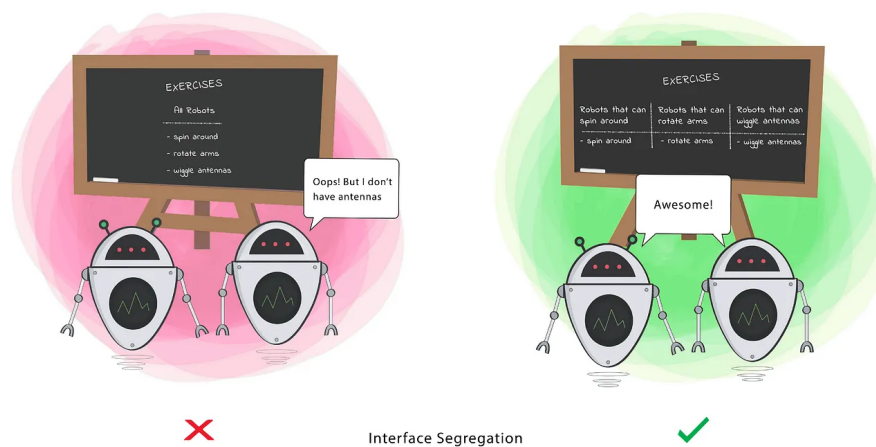 EXERCISES
All Robots
- spin around
- rotate arms
- wiggle antennas
Oops! But I don't
have antennas
EXERCISES
Robots that can
spin around
- spin around
Robots that can
rotate arms
- rotate arms
Robots that can
wiggle antennas
- wiggle antennas
Awesome!
Interface Segregation